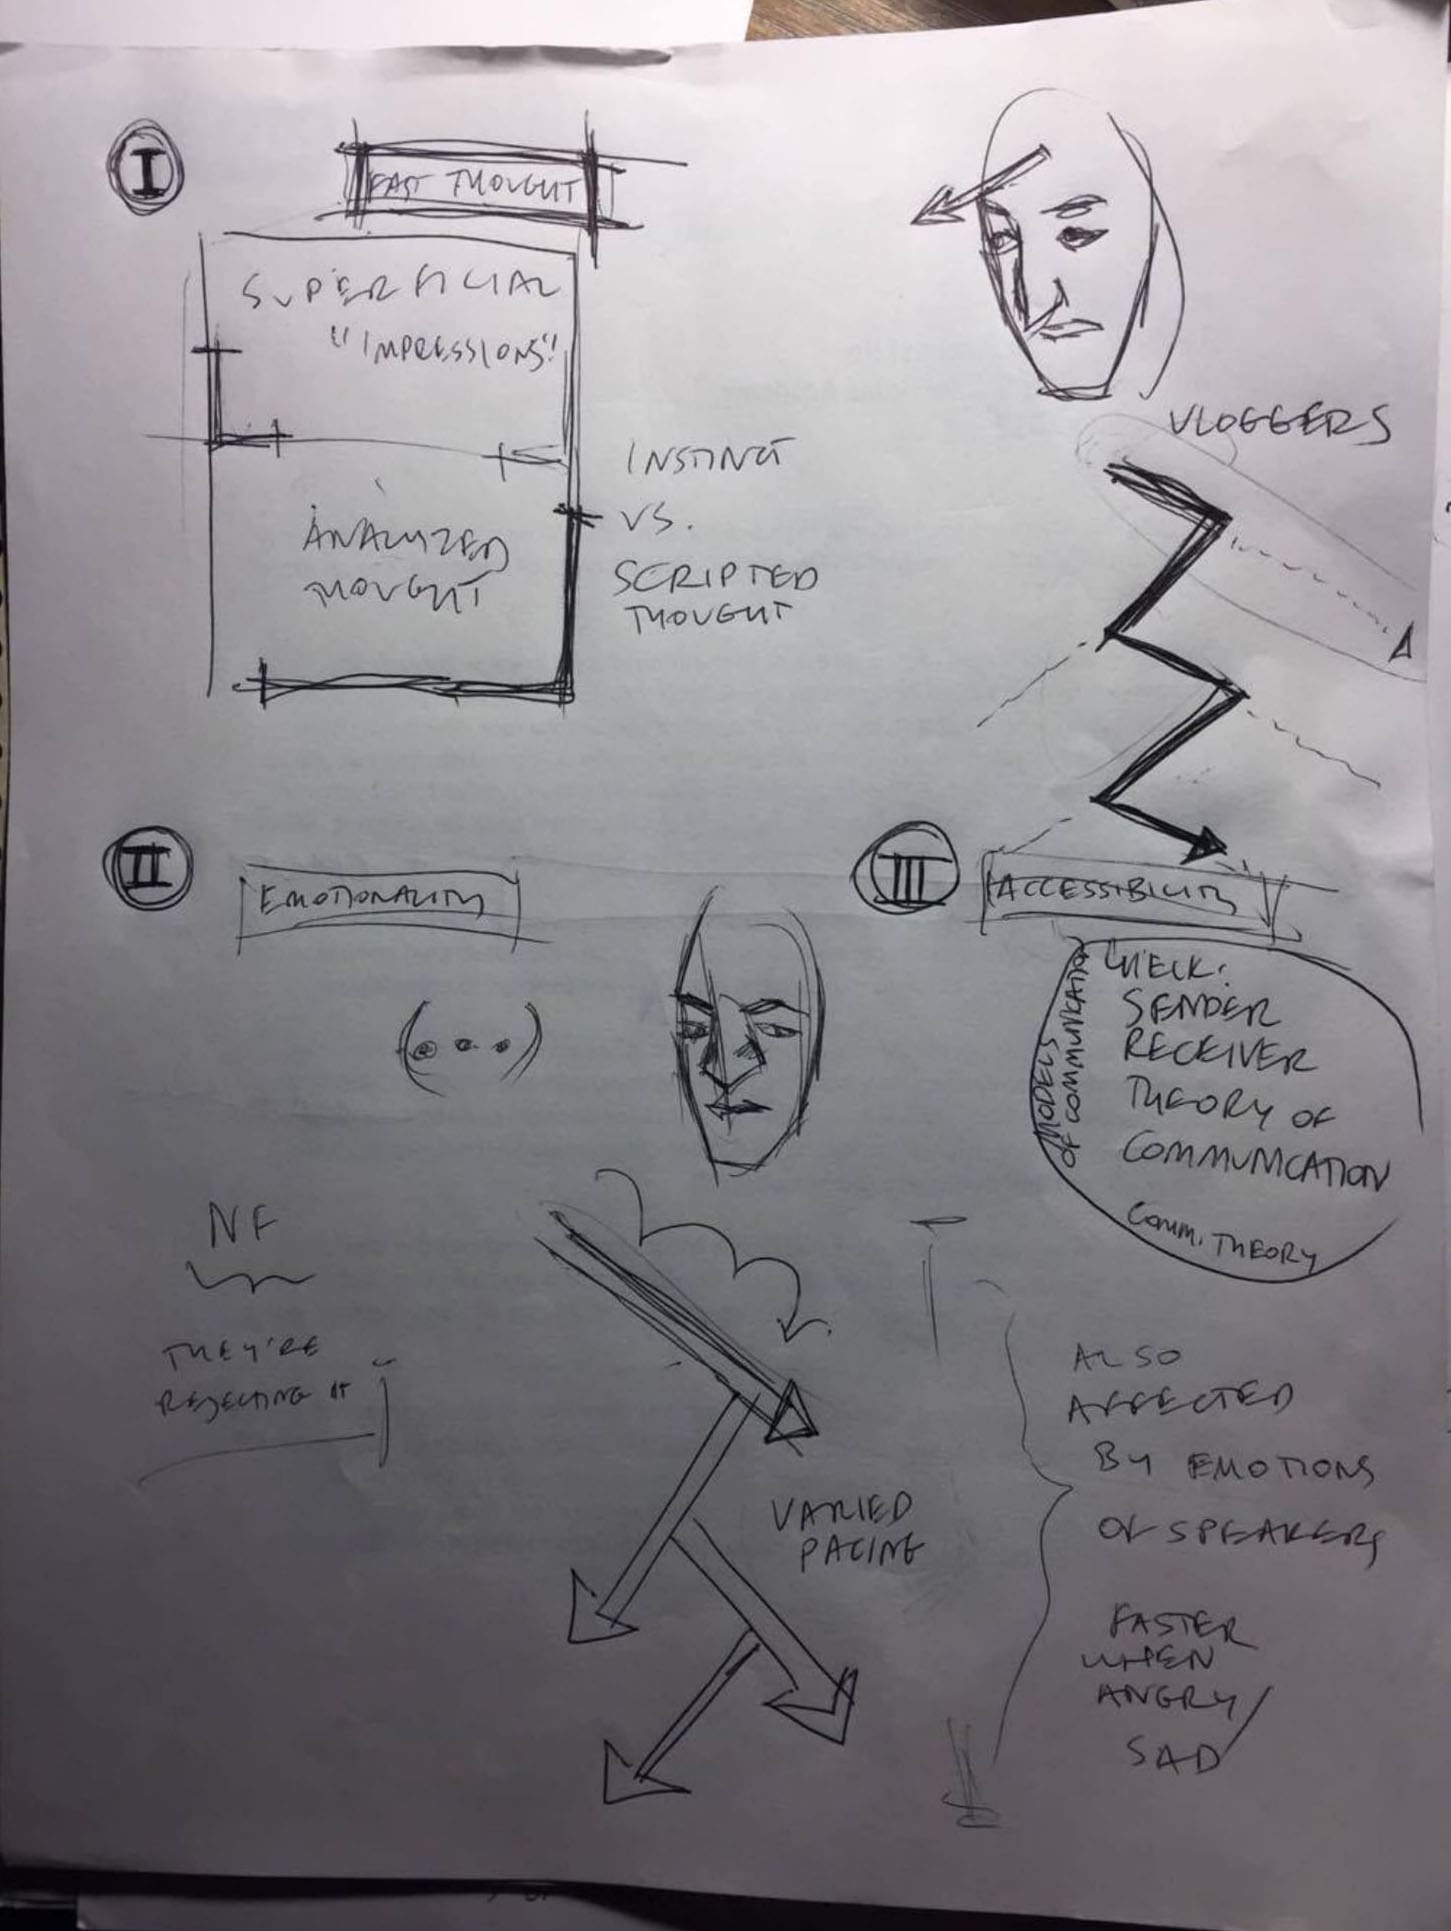 I
FAST THOUGHT
SUPERFICIAL
"IMPRESSIONS"
ANALYZED
THOUGHT
INSTINCT
VS.
SCRIPTED
THOUGHT
VLOGGERS
II
EMOTIONALITY
NF
THEY'RE
REJECTING IT
VARIED
PACING
III
ACCESSIBILITY
MODELS
OF COMMUNICATION
CHECK:
SENDER
RECEIVER
THEORY OF
COMMUNICATION
COMM. THEORY
ALSO
AFFECTED
BY EMOTIONS
OF SPEAKERS
FASTER
WHEN
ANGRY/
SAD